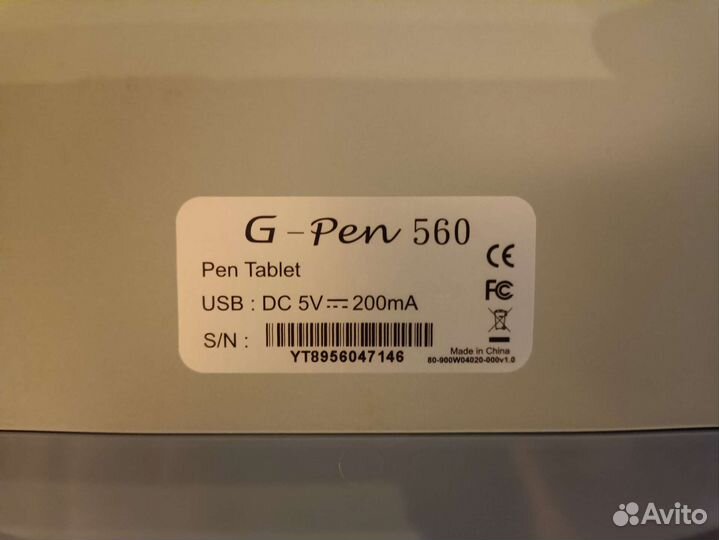 G-Pen 560
Pen Tablet
USB : DC 5V⎓200mA
S/N :
YT8956047146
CE
FC
Made in China
80-900W04020-000v1.0
Avito